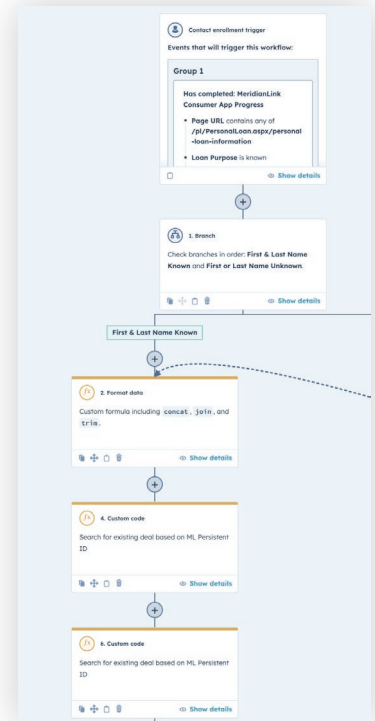 Contact enrollment trigger
Events that will trigger this workflow:
Group 1
Has completed: MeridianLink
Consumer App Progress
• Page URL contains any of
/pl/PersonalLoan.aspx/personal
-loan-information
• Loan Purpose is known
Show details
1. Branch
Check branches in order: First & Last Name
Known and First or Last Name Unknown.
Show details
First & Last Name Known
fx 2. Format data
Custom formula including concat, join, and
trim.
Show details
fx 4. Custom code
Search for existing deal based on ML Persistent
ID
Show details
fx 6. Custom code
Search for existing deal based on ML Persistent
ID
Show details